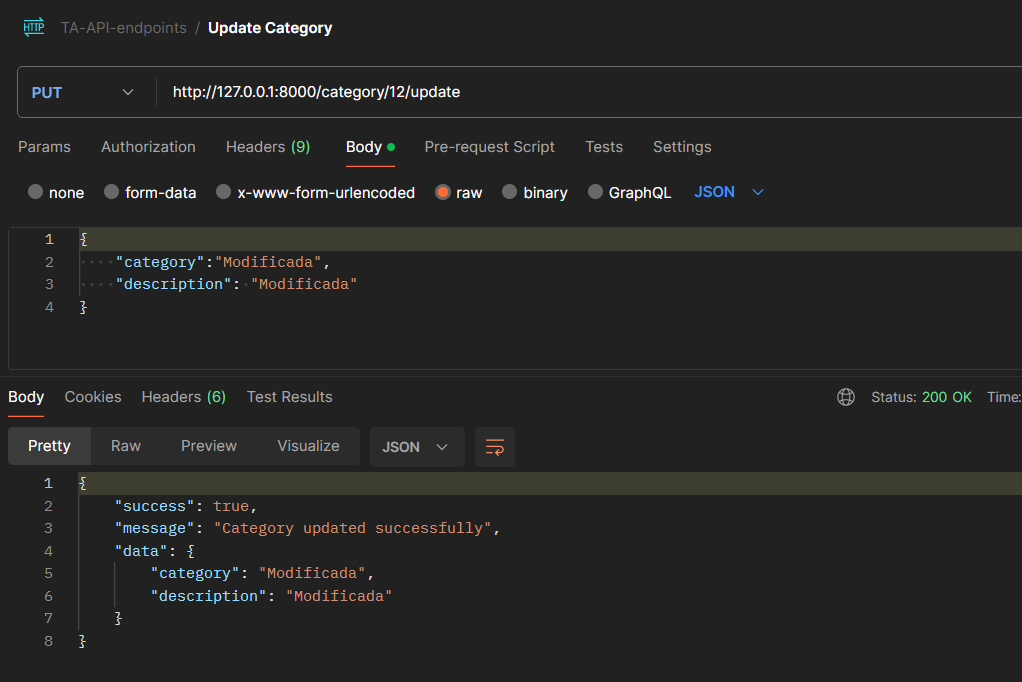 HTTP TA-API-endpoints / Update Category
PUT http://127.0.0.1:8000/category/12/update
Params Authorization Headers (9) Body Pre-request Script Tests Settings
none form-data x-www-form-urlencoded raw binary GraphQL JSON
1 {
2 ····"category":"Modificada",
3 ····"description":·"Modificada"
4 }
Body Cookies Headers (6) Test Results Status: 200 OK Time:
Pretty Raw Preview Visualize JSON
1 {
2 "success": true,
3 "message": "Category updated successfully",
4 "data": {
5 "category": "Modificada",
6 "description": "Modificada"
7 }
8 }